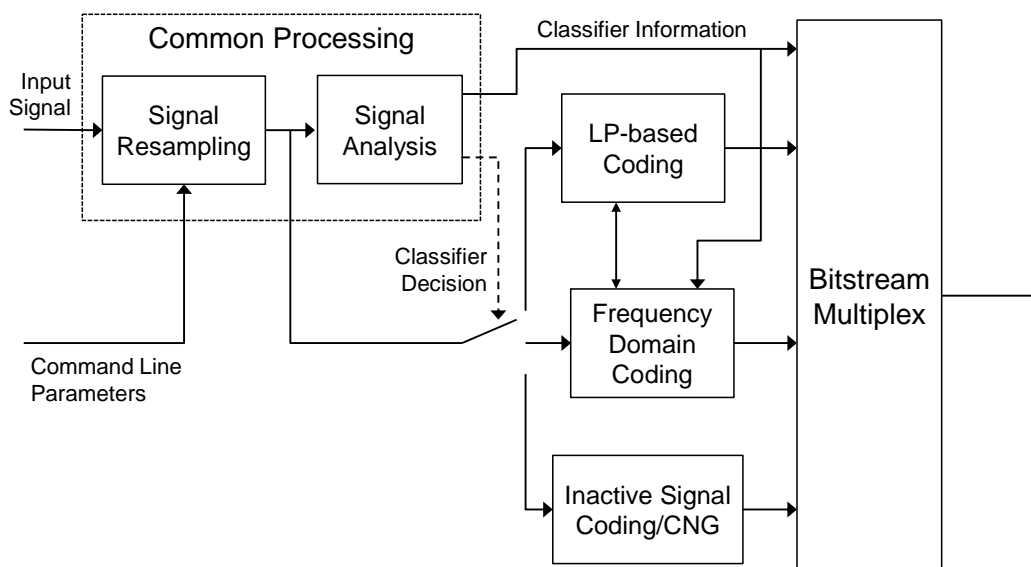 Common Processing
Classifier Information
Input
Signal
Signal
Resampling
Signal
Analysis
LP-based
Coding
Classifier
Decision
Bitstream
Multiplex
Frequency
Domain
Coding
Command Line
Parameters
Inactive Signal
Coding/CNG